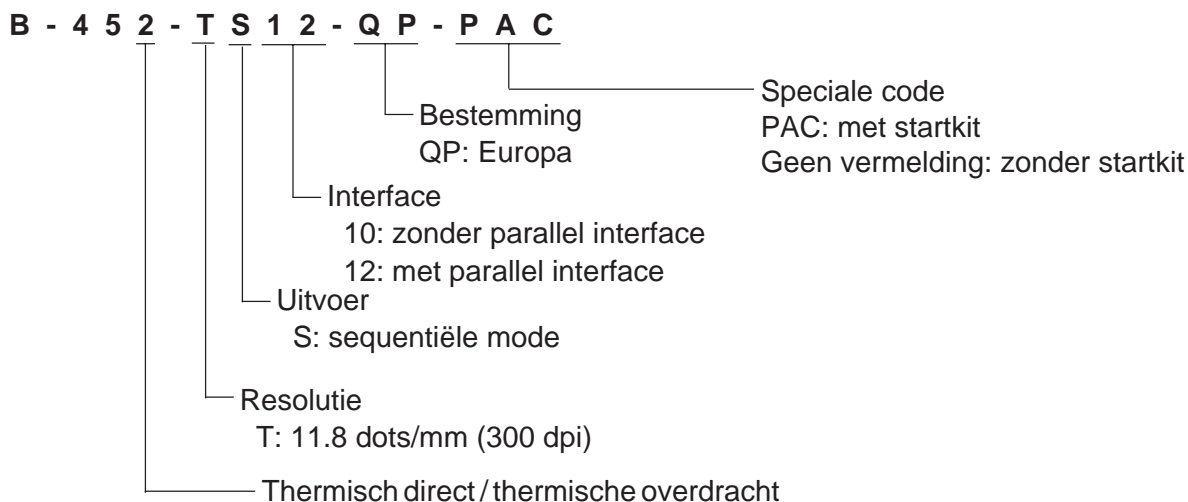 B - 4 5 2 - T S 1 2 - Q P - P A C
Speciale code
PAC: met startkit
Geen vermelding: zonder startkit
Bestemming
QP: Europa
Interface
10: zonder parallel interface
12: met parallel interface
Uitvoer
S: sequentiële mode
Resolutie
T: 11.8 dots/mm (300 dpi)
Thermisch direct / thermische overdracht